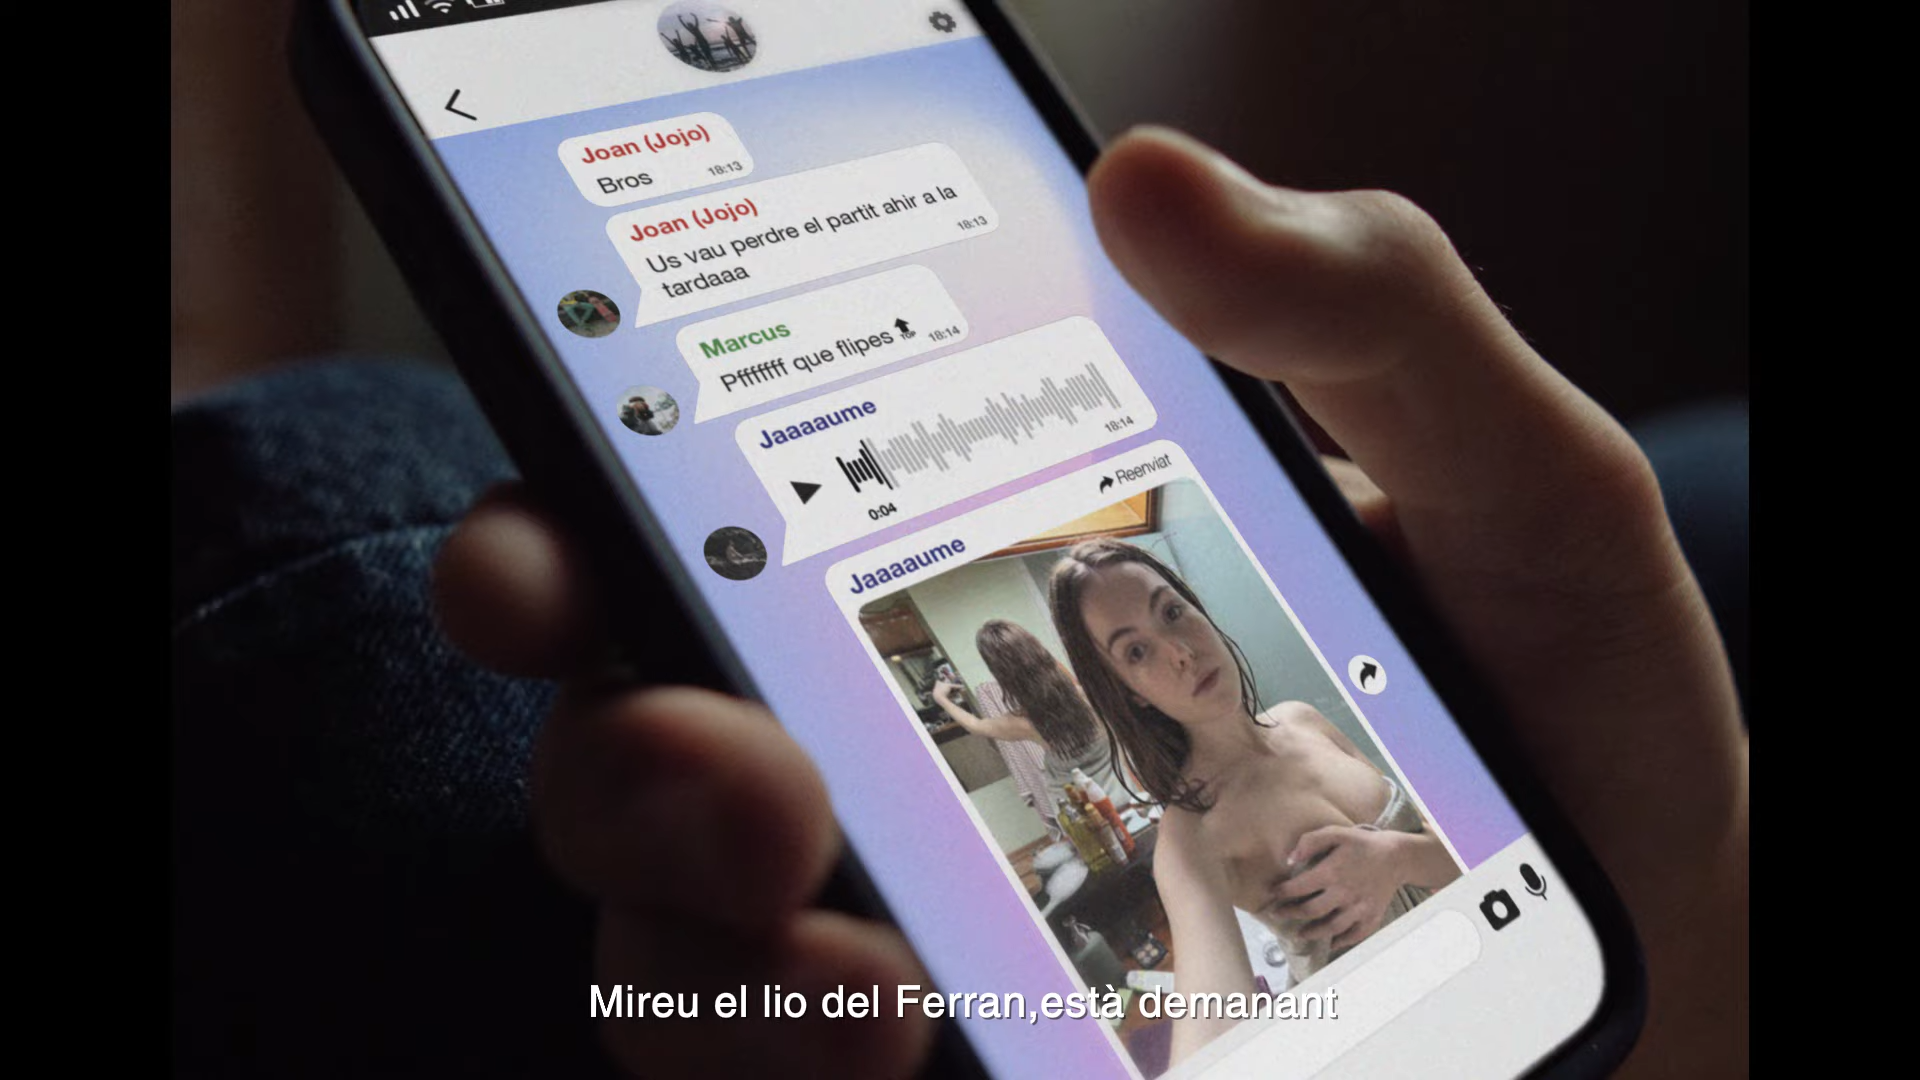 Joan (Jojo)
Bros
18:13
Joan (Jojo)
Us vau perdre el partit ahir a la
tardaaa
18:13
Marcus
Pfffffff que flipes TOP
18:14
Jaaaaume
0:04
18:14
Reenviat
Jaaaaume
Mireu el lio del Ferran,està demanant